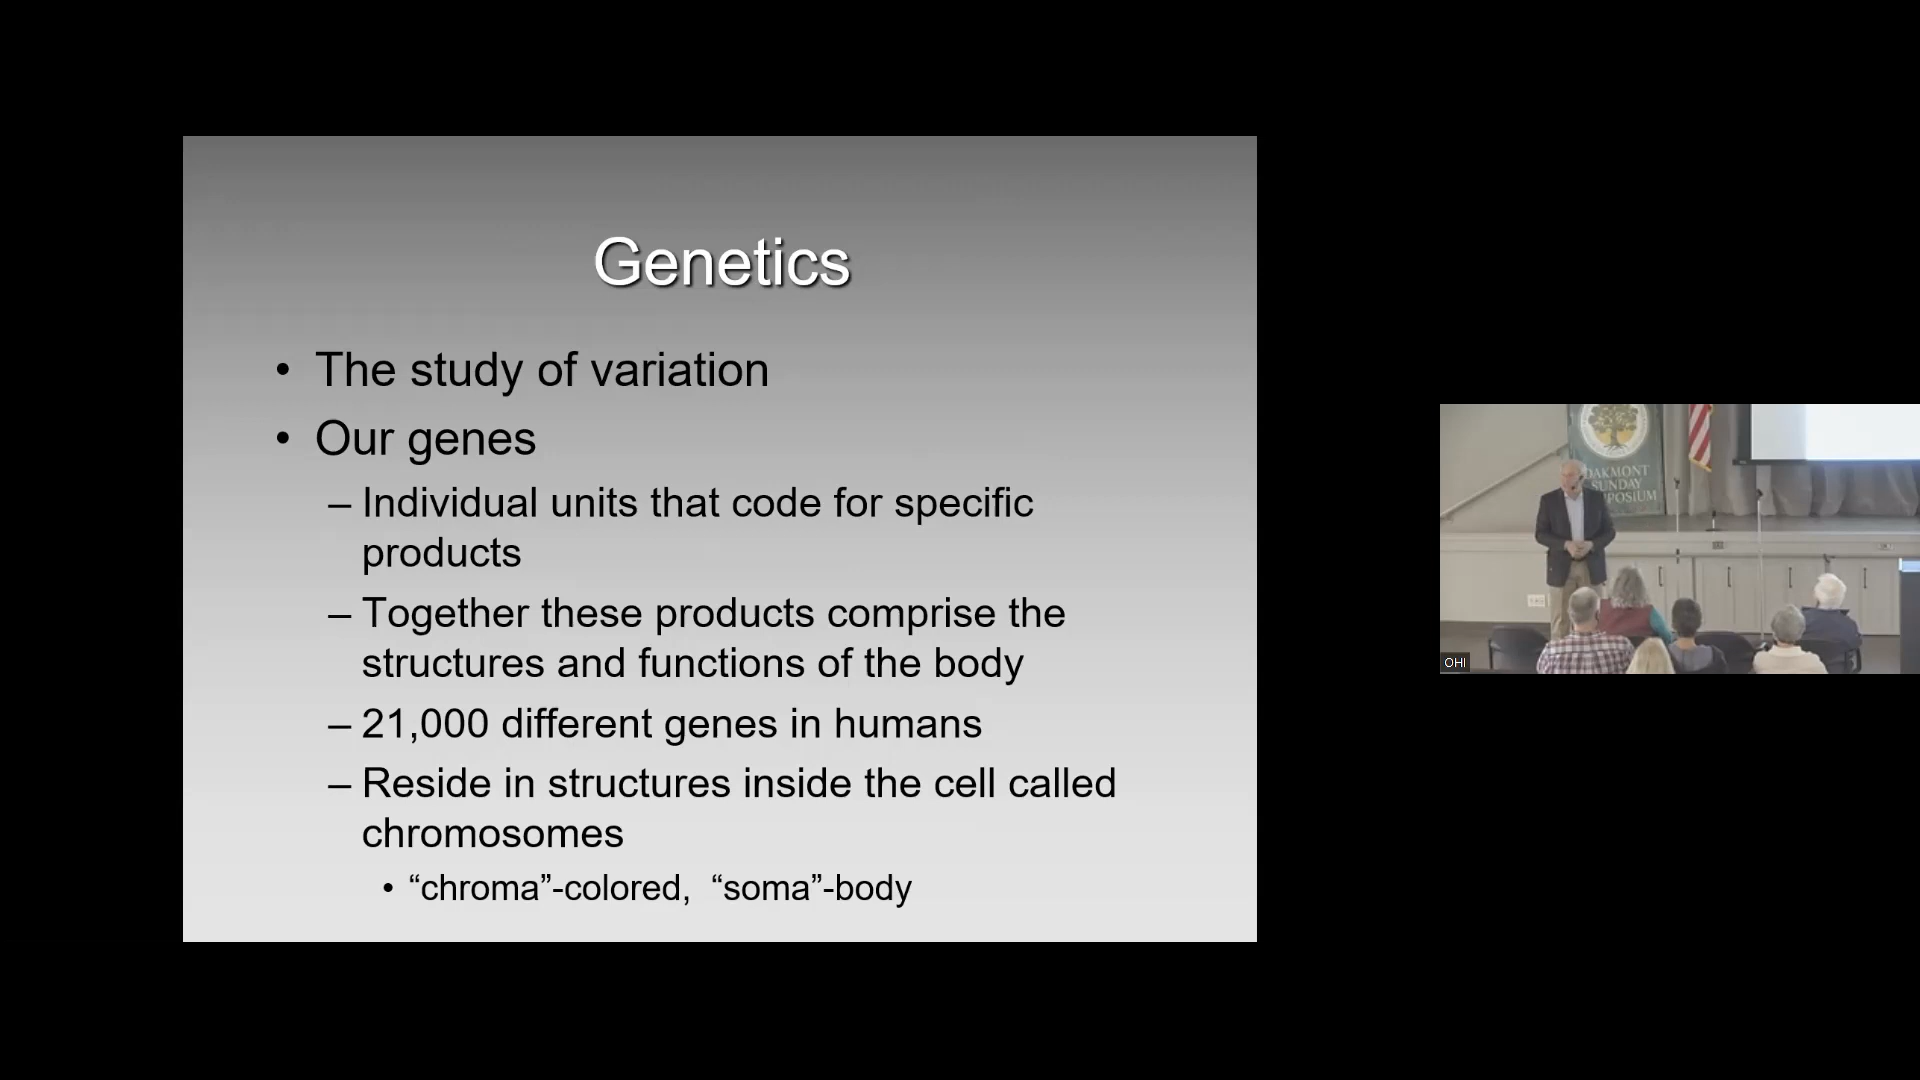 Genetics
• The study of variation
• Our genes
– Individual units that code for specific
products
– Together these products comprise the
structures and functions of the body
– 21,000 different genes in humans
– Reside in structures inside the cell called
chromosomes
• “chroma”-colored, “soma”-body
OAKMONT
SUNDAY
OHI